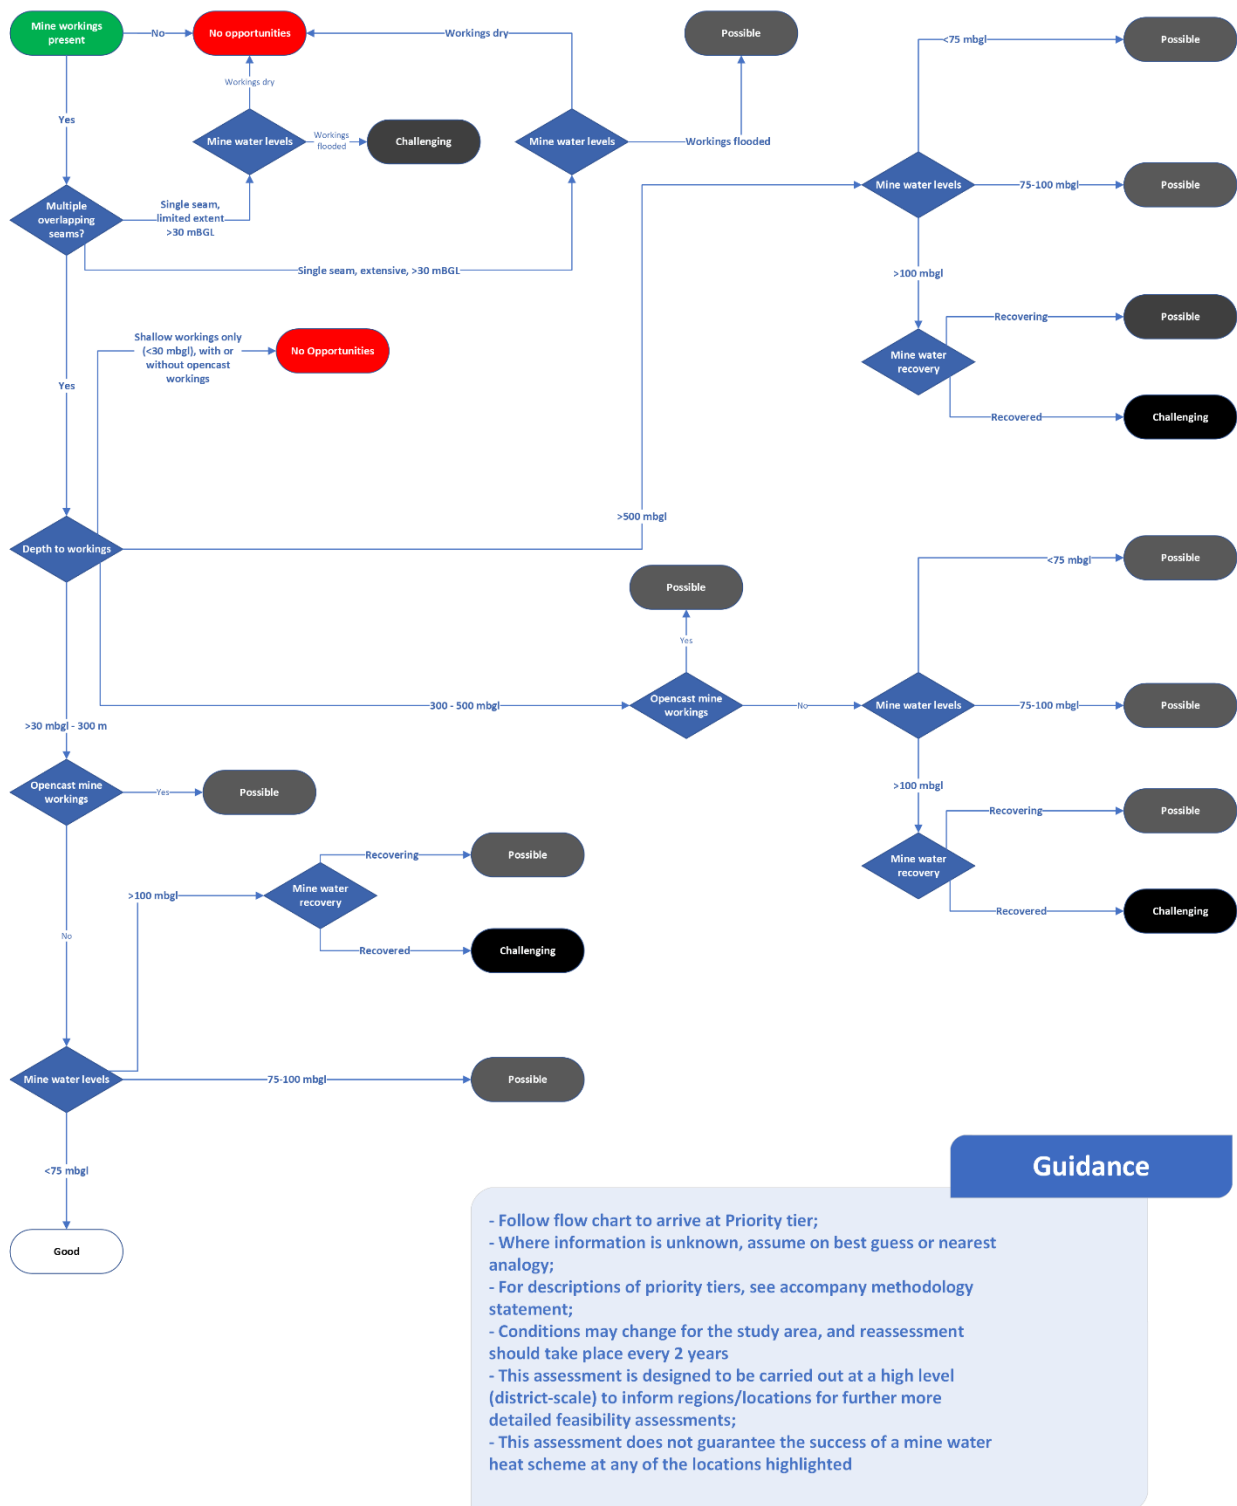 Mine workings
present
No
No opportunities
Workings dry
Possible
<75 mbgl
Possible
Workings dry
Yes
Mine water levels
Workings
flooded
Challenging
Mine water levels
Workings flooded
Mine water levels
75-100 mbgl
Possible
Multiple
overlapping
seams?
Single seam,
limited extent
>30 mBGL
Single seam, extensive, >30 mBGL
>100 mbgl
Recovering
Possible
Mine water
recovery
Recovered
Challenging
Shallow workings only
(<30 mbgl), with or
without opencast
workings
No Opportunities
Yes
>500 mbgl
Depth to workings
<75 mbgl
Possible
Possible
Yes
300 - 500 mbgl
Opencast mine
workings
No
Mine water levels
75-100 mbgl
Possible
>30 mbgl - 300 m
>100 mbgl
Recovering
Possible
Mine water
recovery
Recovered
Challenging
Opencast mine
workings
Yes
Possible
Recovering
Possible
>100 mbgl
Mine water
recovery
No
Recovered
Challenging
Mine water levels
75-100 mbgl
Possible
<75 mbgl
Good
Guidance
- Follow flow chart to arrive at Priority tier;
- Where information is unknown, assume on best guess or nearest
analogy;
- For descriptions of priority tiers, see accompany methodology
statement;
- Conditions may change for the study area, and reassessment
should take place every 2 years
- This assessment is designed to be carried out at a high level
(district-scale) to inform regions/locations for further more
detailed feasibility assessments;
- This assessment does not guarantee the success of a mine water
heat scheme at any of the locations highlighted